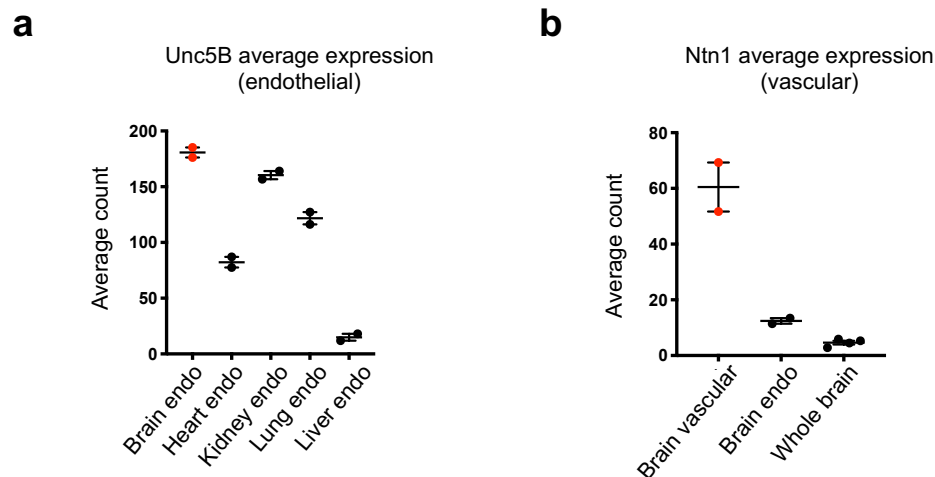 a
Unc5B average expression
(endothelial)
Average count
200
150
100
50
0
Brain endo
Heart endo
Kidney endo
Lung endo
Liver endo
b
Ntn1 average expression
(vascular)
Average count
80
60
40
20
0
Brain vascular
Brain endo
Whole brain